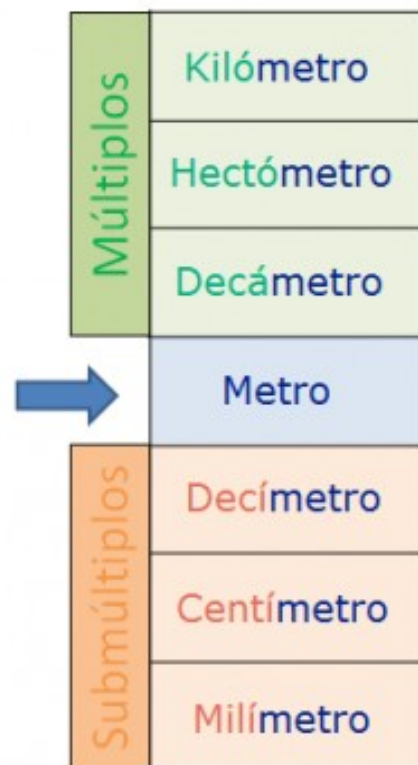 Múltiplos
Kilómetro
Hectómetro
Decámetro
Metro
Submúltiplos
Decímetro
Centímetro
Milímetro